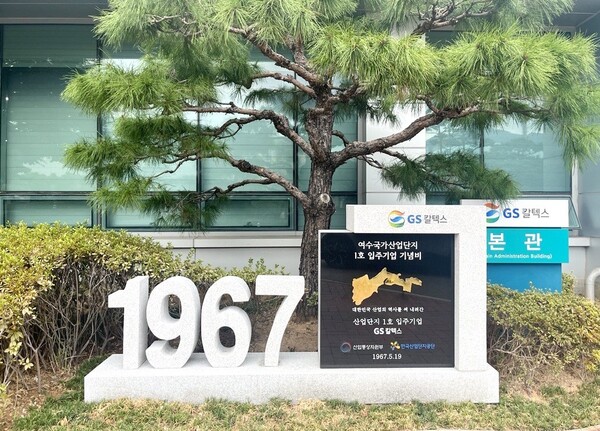 GS 칼텍스
여수국가산업단지
1호 입주기업 기념비
대한민국 산업의 역사를 써 내려간
산업단지 1호 입주기업
GS 칼텍스
산업통상자원부 한국산업단지공단
1967.5.19
1967
GS 칼텍스
본관
Administration Building)